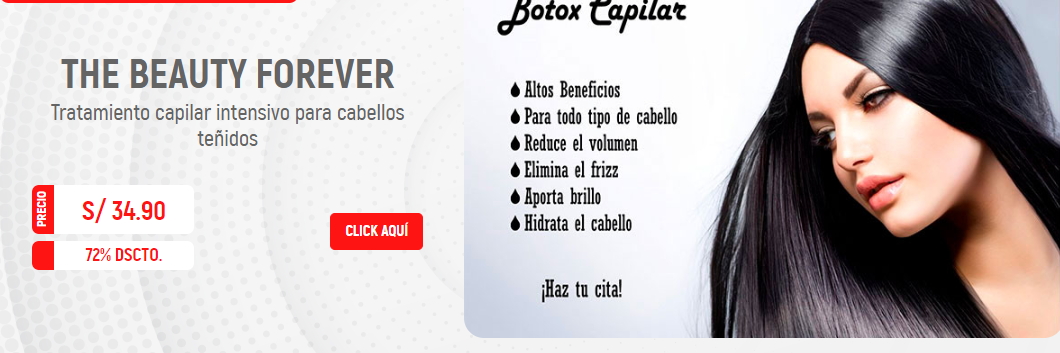 THE BEAUTY FOREVER
Tratamiento capilar intensivo para cabellos
teñidos
PRECIO
S/ 34.90
72% DSCTO.
CLICK AQUÍ
Botox Capilar
Altos Beneficios
Para todo tipo de cabello
Reduce el volumen
Elimina el frizz
Aporta brillo
Hidrata el cabello
¡Haz tu cita!